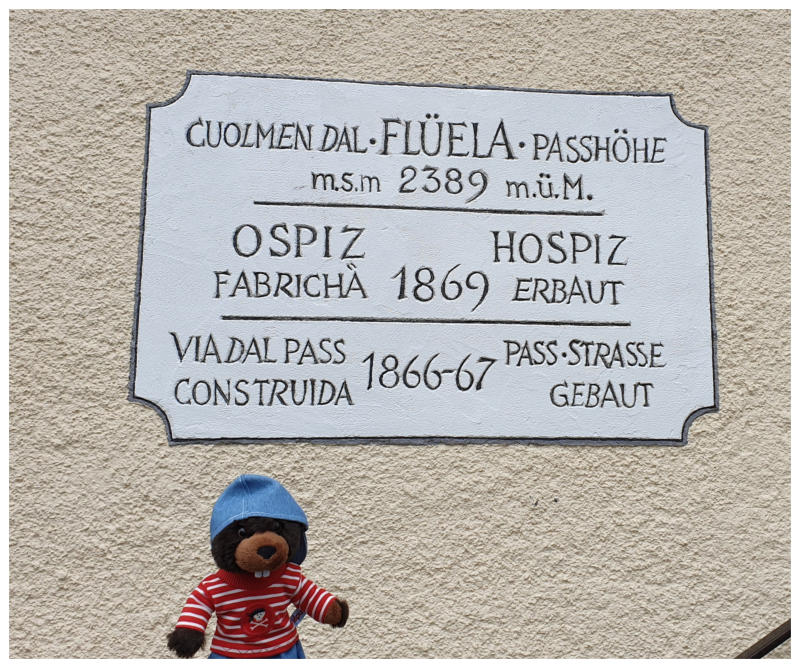 CUOLMEN DAL · FLÜELA · PASSHÖHE
m.s.m 2389 m.ü.M.
OSPIZ HOSPIZ
FABRICHÀ 1869 ERBAUT
VIA DAL PASS 1866-67 PASS·STRASSE
CONSTRUIDA GEBAUT